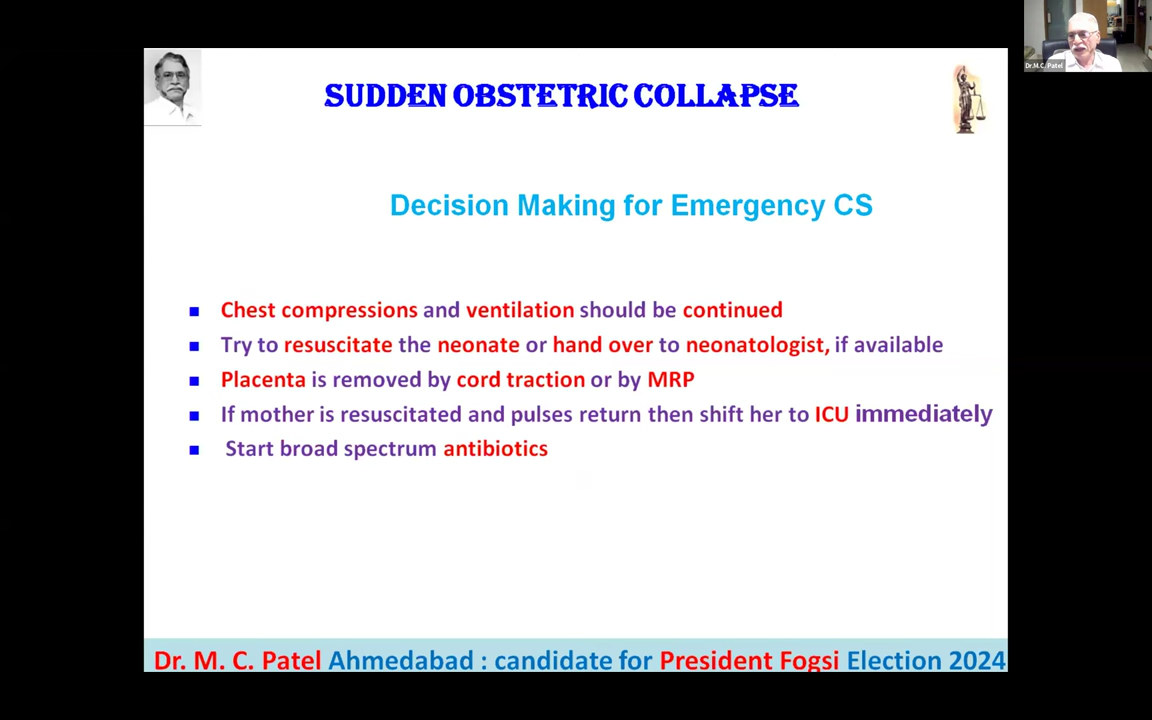 Dr.M.C. Patel
SUDDEN OBSTETRIC COLLAPSE
Decision Making for Emergency CS
Chest compressions and ventilation should be continued
Try to resuscitate the neonate or hand over to neonatologist, if available
Placenta is removed by cord traction or by MRP
If mother is resuscitated and pulses return then shift her to ICU immediately
Start broad spectrum antibiotics
Dr. M. C. Patel Ahmedabad : candidate for President Fogsi Election 2024